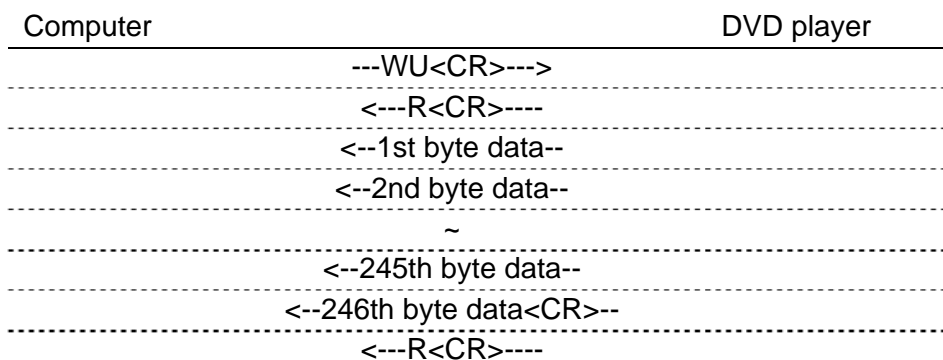 Computer DVD player
---WU<CR>--->
<---R<CR>----
<--1st byte data--
<--2nd byte data--
~
<--245th byte data--
<--246th byte data<CR>--
<---R<CR>----